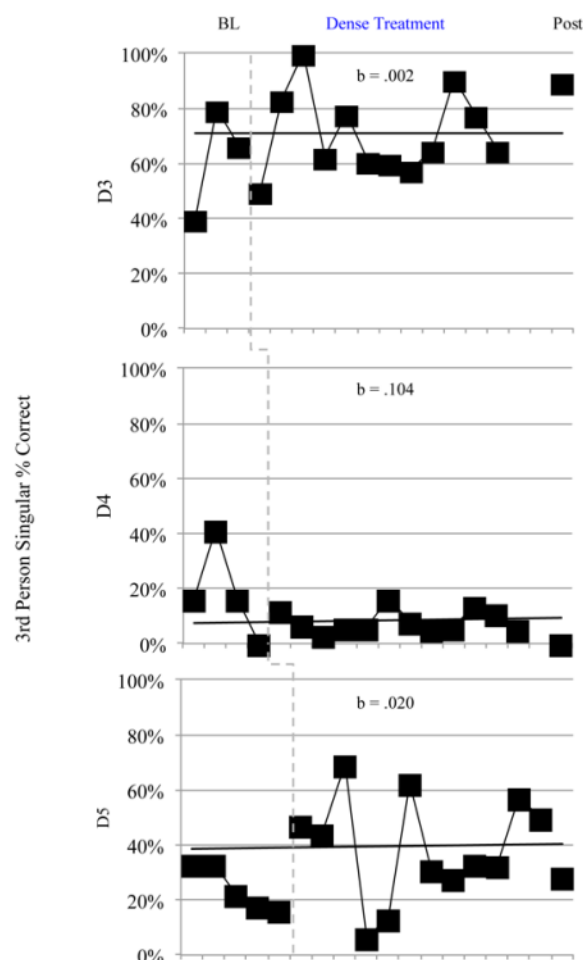 BL Dense Treatment Post
100%
b = .002
80%
60%
D3
40%
20%
0%
100%
b = .104
80%
60%
D4
40%
20%
0%
3rd Person Singular % Correct
100%
b = .020
80%
60%
D5
40%
20%
0%